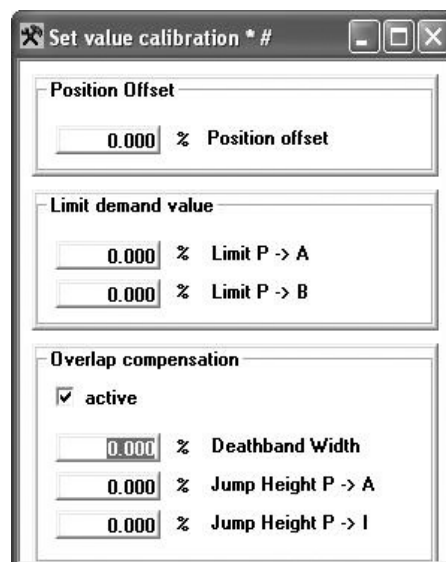 Set value calibration * #
Position Offset
0.000 % Position offset
Limit demand value
0.000 % Limit P -> A
0.000 % Limit P -> B
Overlap compensation
active
0.000 % Deathband Width
0.000 % Jump Height P -> A
0.000 % Jump Height P -> I